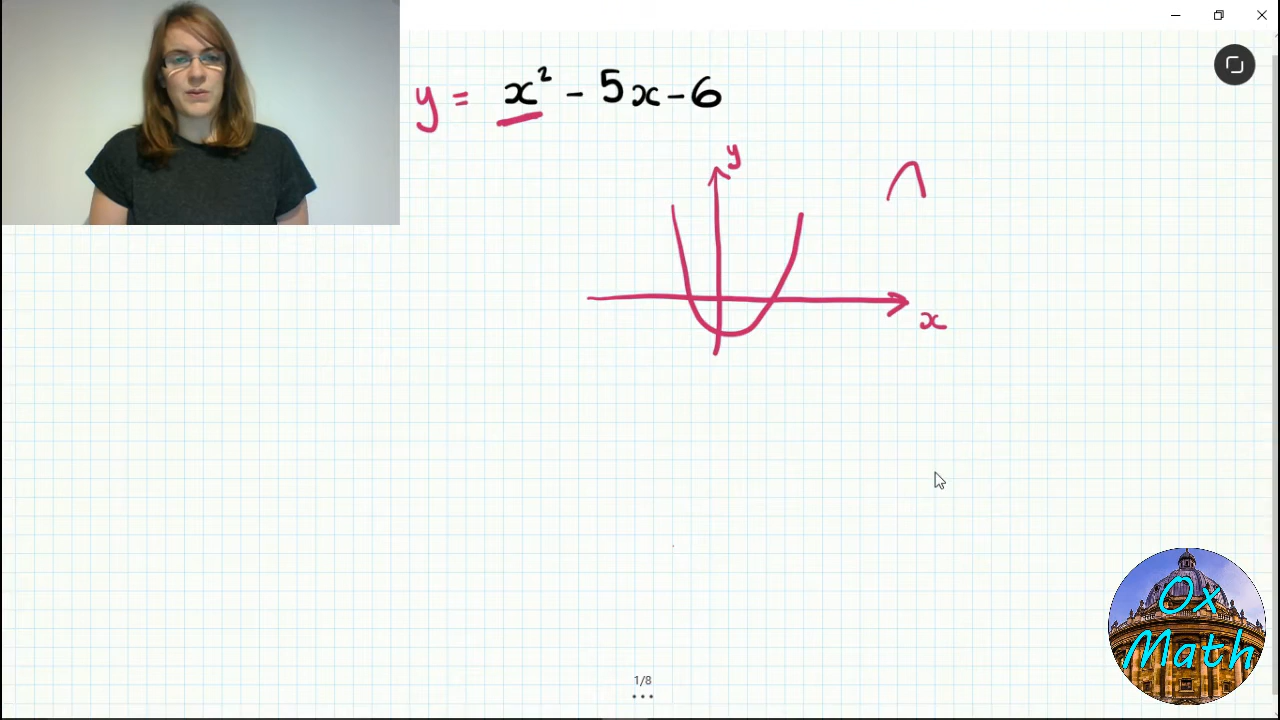 y = x² - 5x - 6
y
x
1/8
Ox
Math